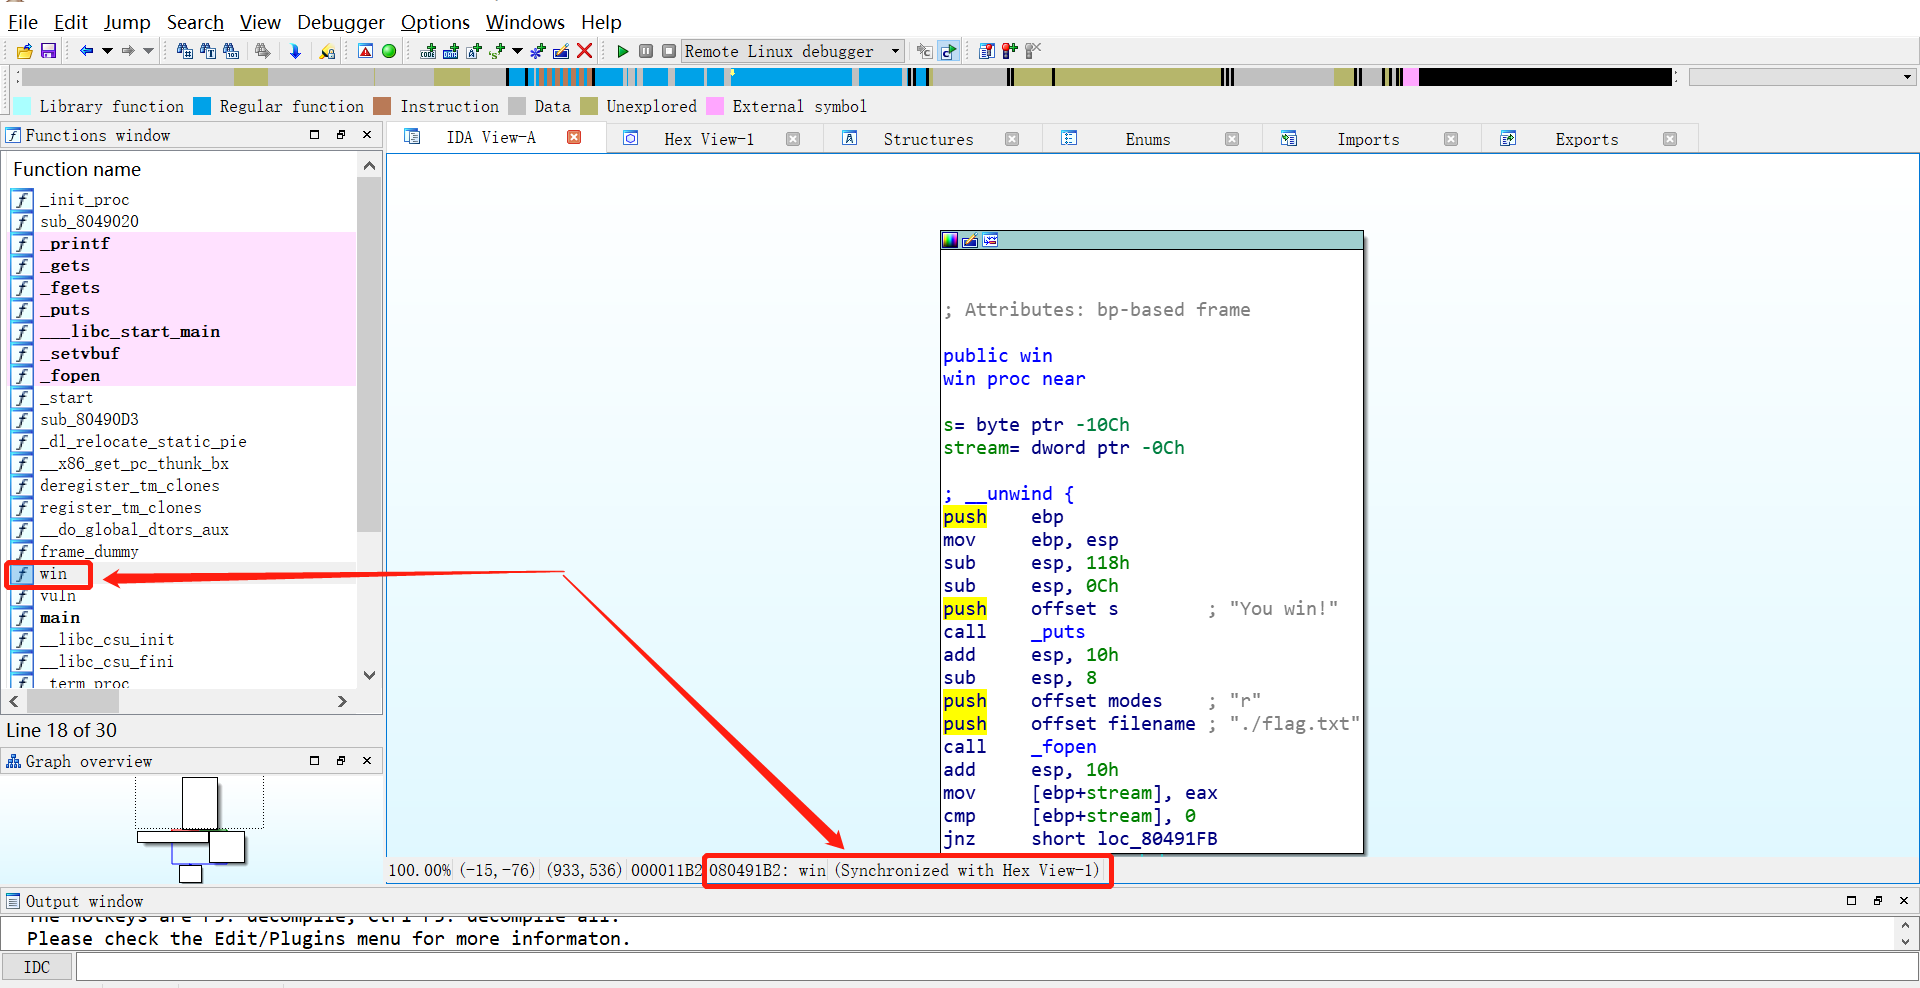 File Edit Jump Search View Debugger Options Windows Help
Remote Linux debugger
Library function Regular function Instruction Data Unexplored External symbol
Functions window
IDA View-A Hex View-1 Structures Enums Imports Exports
Function name
_init_proc
sub_8049020
_printf
_gets
_fgets
_puts
___libc_start_main
_setvbuf
_fopen
_start
sub_80490D3
_dl_relocate_static_pie
__x86_get_pc_thunk_bx
deregister_tm_clones
register_tm_clones
__do_global_dtors_aux
frame_dummy
win
vuln
main
__libc_csu_init
__libc_csu_fini
_term_proc
Line 18 of 30
Graph overview
; Attributes: bp-based frame
public win
win proc near
s= byte ptr -10Ch
stream= dword ptr -0Ch
; __unwind {
push ebp
mov ebp, esp
sub esp, 118h
sub esp, 0Ch
push offset s ; "You win!"
call _puts
add esp, 10h
sub esp, 8
push offset modes ; "r"
push offset filename ; "./flag.txt"
call _fopen
add esp, 10h
mov [ebp+stream], eax
cmp [ebp+stream], 0
jnz short loc_80491FB
100.00% (-15,-76) (933,536) 000011B2 080491B2: win (Synchronized with Hex View-1)
Output window
The hotkeys are F5: decompile, Ctrl-F5: decompile all.
Please check the Edit/Plugins menu for more informaton.
IDC